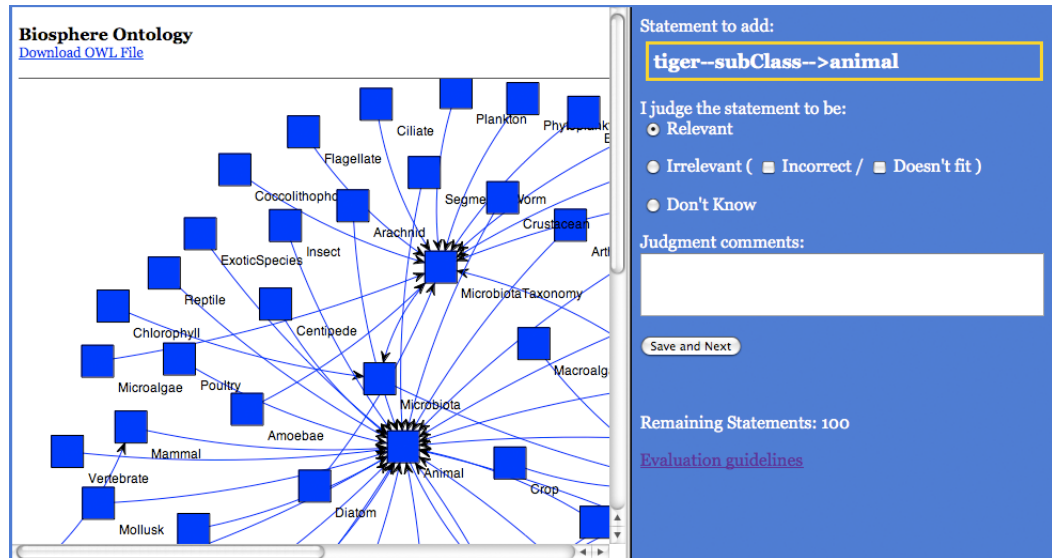 Biosphere Ontology
Download OWL File
Ciliate
Plankton
Flagellate
Coccolithopho
Arachnid
Crustacean
ExoticSpecies
Insect
MicrobiotaTaxonomy
Reptile
Chlorophyll
Centipede
Microalgae
Poultry
Microbiota
Amoebae
Mammal
Animal
Vertebrate
Crop
Diatom
Mollusk
Statement to add:
tiger--subClass-->animal
I judge the statement to be:
Relevant
Irrelevant ( Incorrect / Doesn't fit )
Don't Know
Judgment comments:
Save and Next
Remaining Statements: 100
Evaluation guidelines